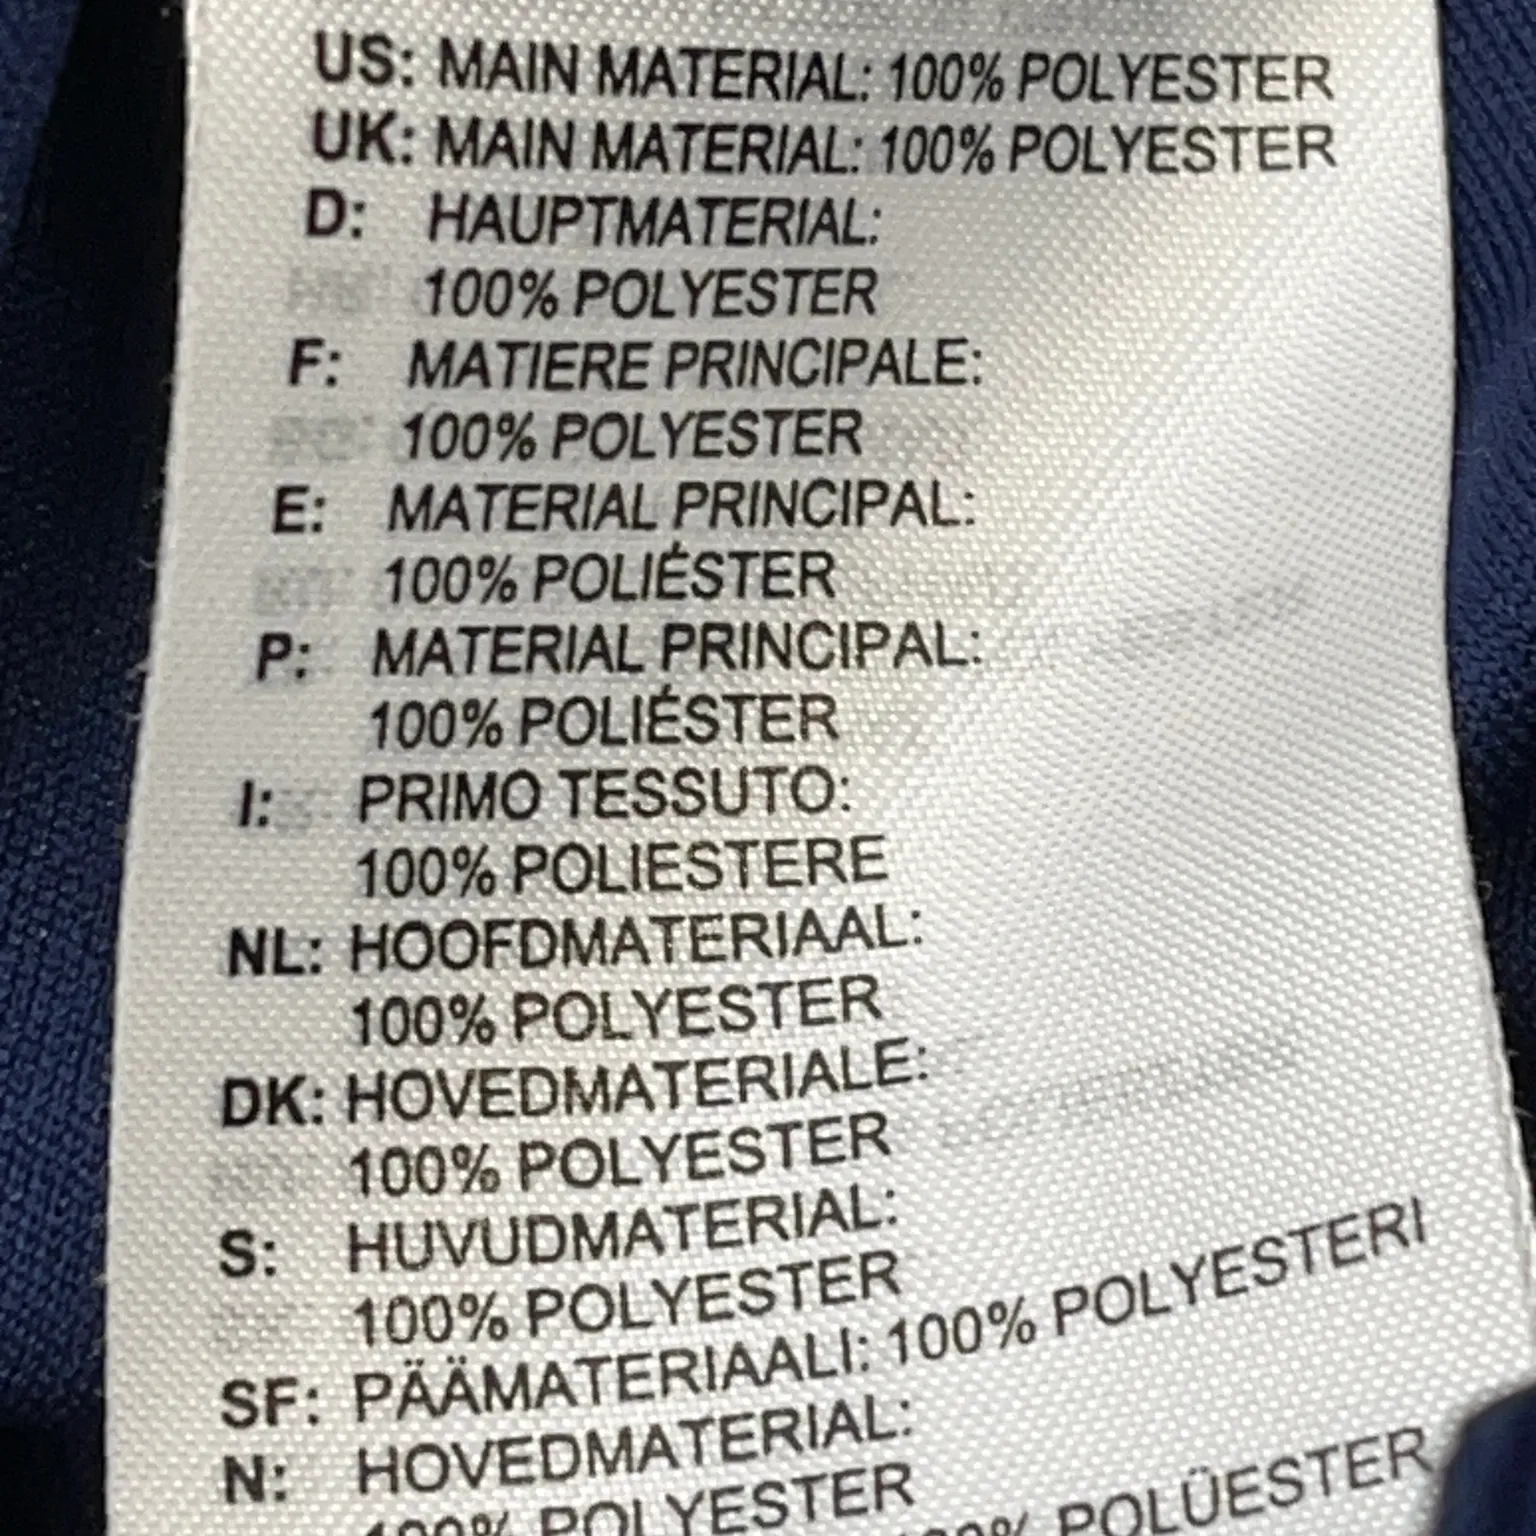 US: MAIN MATERIAL: 100% POLYESTER
UK: MAIN MATERIAL: 100% POLYESTER
D: HAUPTMATERIAL:
100% POLYESTER
F: MATIERE PRINCIPALE:
100% POLYESTER
E: MATERIAL PRINCIPAL:
100% POLIÉSTER
P: MATERIAL PRINCIPAL:
100% POLIÉSTER
I: PRIMO TESSUTO:
100% POLIESTERE
NL: HOOFDMATERIAAL:
100% POLYESTER
DK: HOVEDMATERIALE:
100% POLYESTER
S: HUVUDMATERIAL:
100% POLYESTER
SF: PÄÄMATERIAALI: 100% POLYESTERI
N: HOVEDMATERIAL:
100% POLYESTER
100% POLÜESTER